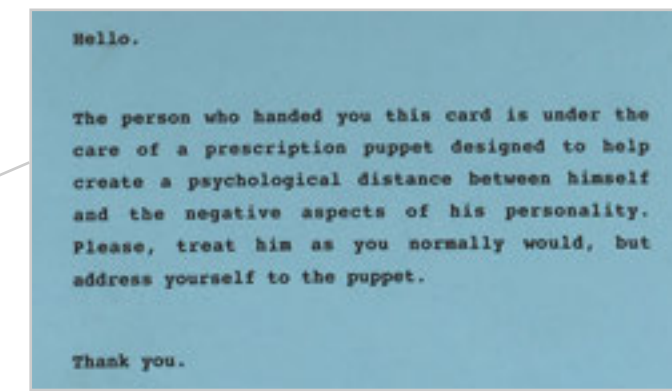 Hello.
The person who handed you this card is under the
care of a prescription puppet designed to help
create a psychological distance between himself
and the negative aspects of his personality.
Please, treat him as you normally would, but
address yourself to the puppet.
Thank you.